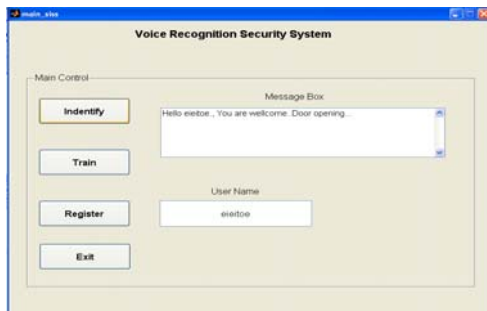 main_siss
Voice Recognition Security System
Main Control
Message Box
Indentify
Hello eieitoe., You are wellcome..Door opening...
Train
User Name
Register
eieitoe
Exit